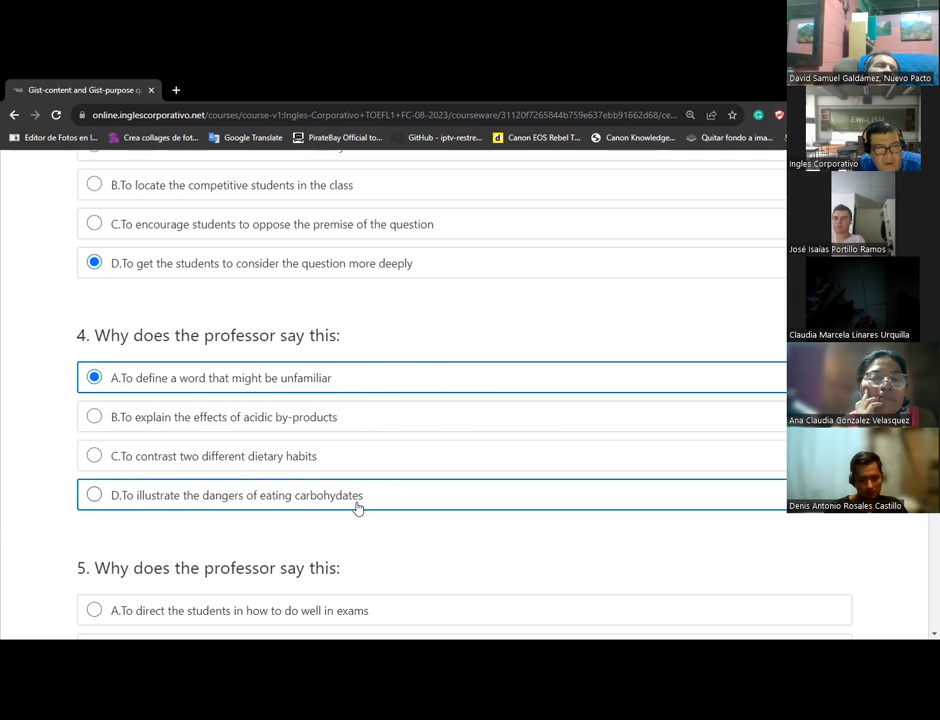 Gist-content and Gist-purpose q
online.inglescorporativo.net/courses/course-v1:Ingles-Corporativo+TOEFL1+FC-08-2023/courseware/31120f7265844b759e637ebb91662d68/ce...
Editor de Fotos en l...
Crea collages de fot...
Google Translate
PirateBay Official to...
GitHub - iptv-restre...
Canon EOS Rebel T...
Canon Knowledge...
Quitar fondo a ima
B.To locate the competitive students in the class
C.To encourage students to oppose the premise of the question
D.To get the students to consider the question more deeply
4. Why does the professor say this:
A.To define a word that might be unfamiliar
B.To explain the effects of acidic by-products
C.To contrast two different dietary habits
D.To illustrate the dangers of eating carbohydates
5. Why does the professor say this:
A.To direct the students in how to do well in exams
David Samuel Galdámez, Nuevo Pacto
ENGLISH
Ingles Corporativo
José Isaías Portillo Ramos
Claudia Marcela Linares Urquilla
Ana Claudia Gonzalez Velasquez
Denis Antonio Rosales Castillo